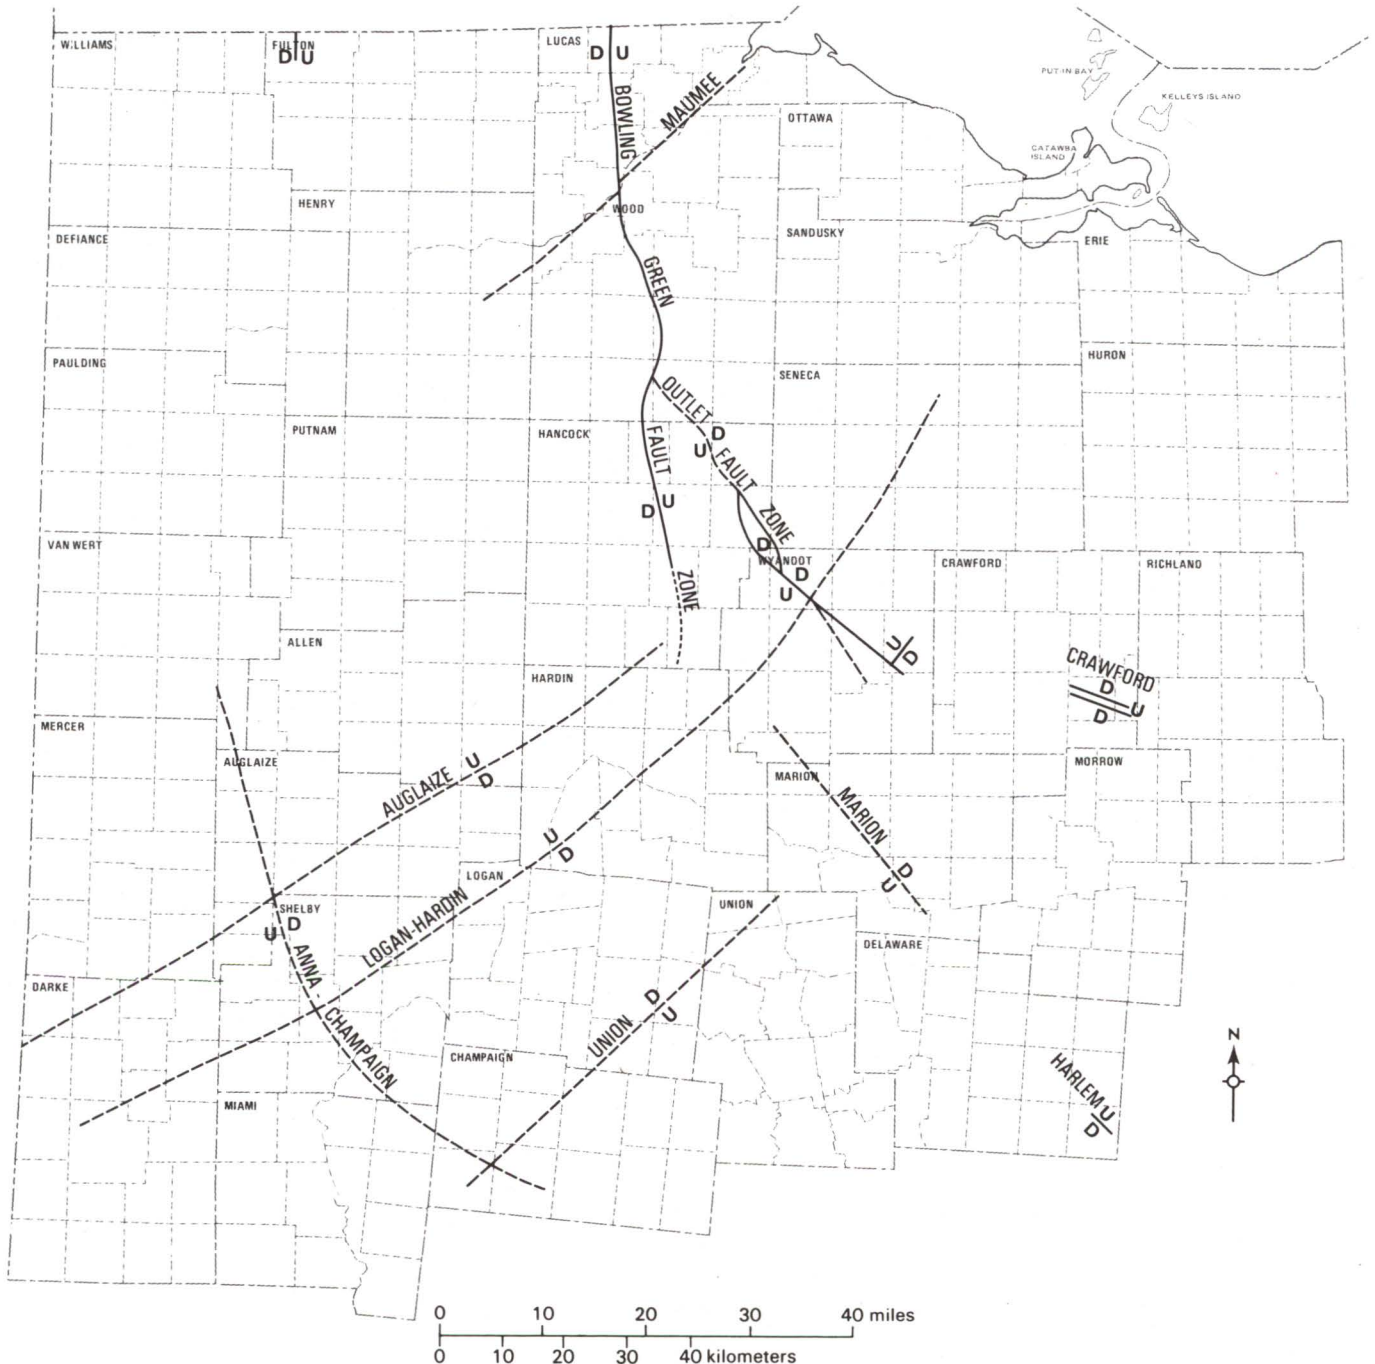 WILLIAMS
FULTON
D U
LUCAS
D U
BOWLING
MAUMEE
PUT-IN-BAY
KELLEYS ISLAND
OTTAWA
CATAWBA
ISLAND
HENRY
WOOD
DEFIANCE
SANDUSKY
ERIE
GREEN
PAULDING
SENECA
HURON
OUTLET
PUTNAM
HANCOCK
FAULT
D
U
FAULT
D U
ZONE
VAN WERT
D
WYANDOT
D
U
CRAWFORD
RICHLAND
ZONE
ALLEN
U/D
CRAWFORD
D
U
D
HARDIN
MERCER
AUGLAIZE
AUGLAIZE
U
D
MARION
MORROW
MARION
D
U
U
D
LOGAN
SHELBY
U D
LOGAN-HARDIN
UNION
DELAWARE
ANNA-
CHAMPAIGN
DARKE
D
U
UNION
CHAMPAIGN
N
HARLEM
U
D
MIAMI
0 10 20 30 40 miles
0 10 20 30 40 kilometers